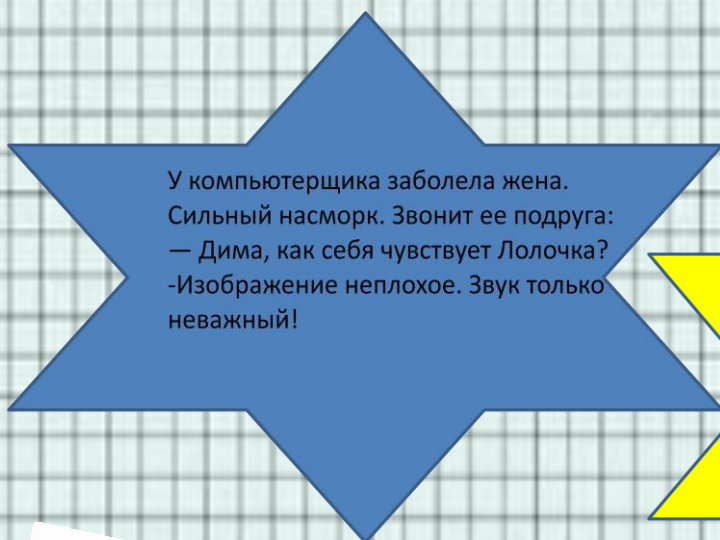 У компьютерщика заболела жена.
Сильный насморк. Звонит ее подруга:
— Дима, как себя чувствует Лолочка?
-Изображение неплохое. Звук только
неважный!